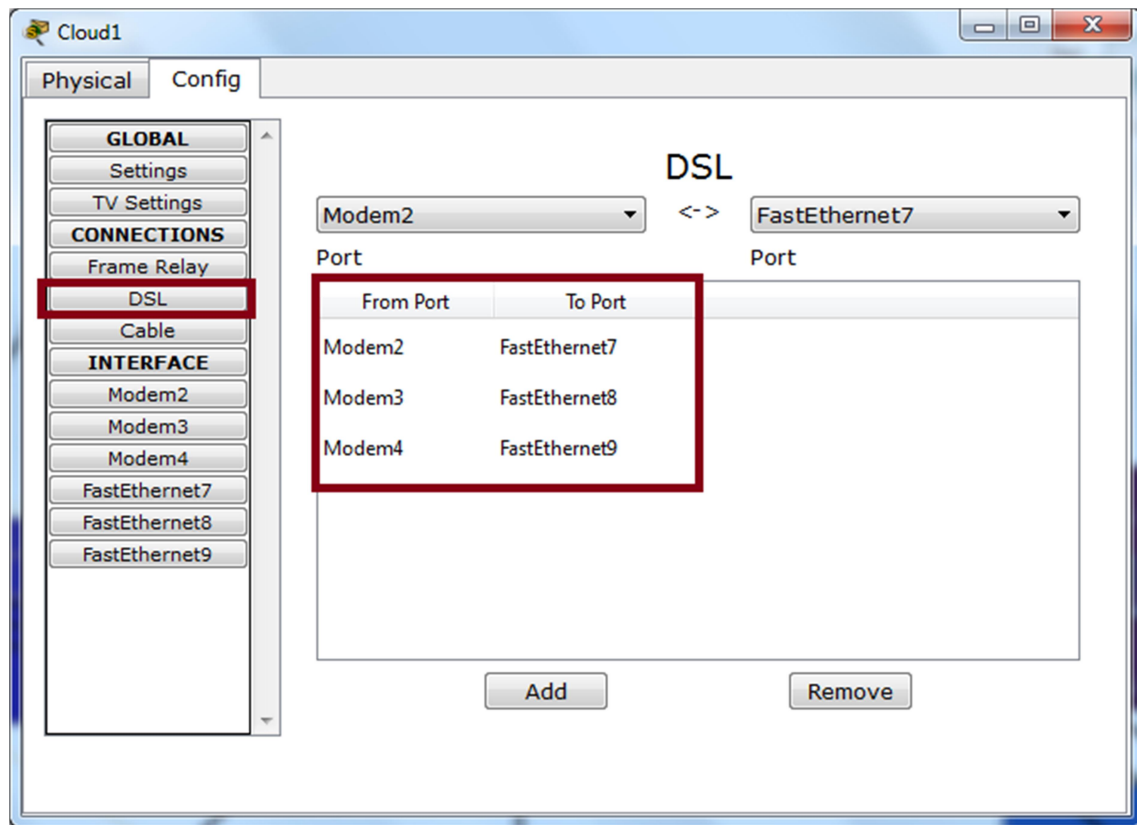 Cloud1
Physical Config
GLOBAL
Settings
TV Settings
CONNECTIONS
Frame Relay
DSL
Cable
INTERFACE
Modem2
Modem3
Modem4
FastEthernet7
FastEthernet8
FastEthernet9
DSL
Modem2 <-> FastEthernet7
Port Port
From Port To Port
Modem2 FastEthernet7
Modem3 FastEthernet8
Modem4 FastEthernet9
Add Remove